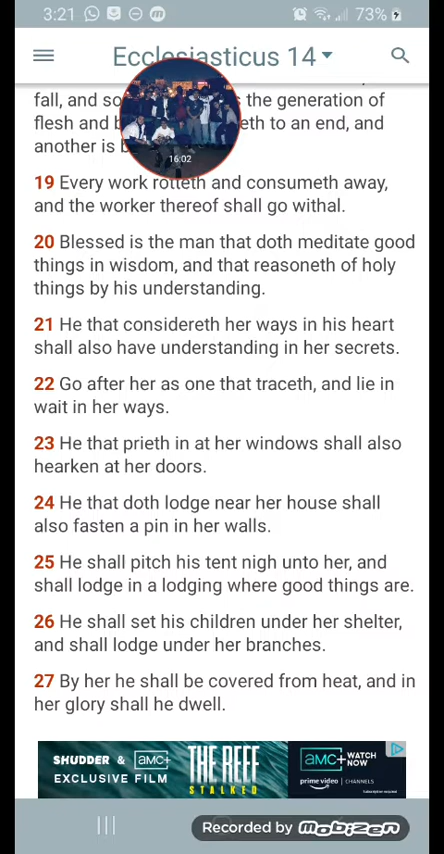 3:21 73%
Ecclesiasticus 14
fall, and so the generation of
flesh and eth to an end, and
another is
16:02
19 Every work rotteth and consumeth away,
and the worker thereof shall go withal.
20 Blessed is the man that doth meditate good
things in wisdom, and that reasoneth of holy
things by his understanding.
21 He that considereth her ways in his heart
shall also have understanding in her secrets.
22 Go after her as one that traceth, and lie in
wait in her ways.
23 He that prieth in at her windows shall also
hearken at her doors.
24 He that doth lodge near her house shall
also fasten a pin in her walls.
25 He shall pitch his tent nigh unto her, and
shall lodge in a lodging where good things are.
26 He shall set his children under her shelter,
and shall lodge under her branches.
27 By her he shall be covered from heat, and in
her glory shall he dwell.
SHUDDER & amc+
EXCLUSIVE FILM
THE REEF
STALKED
amc+ WATCH
NOW
prime video CHANNELS
Recorded by mobizen